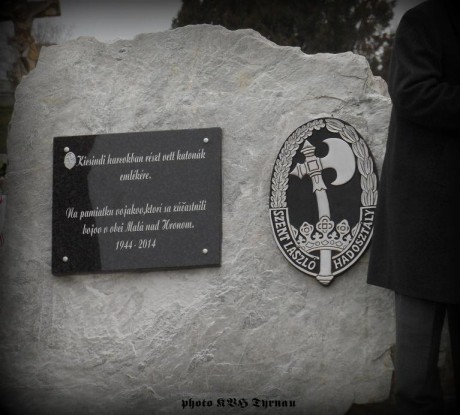 Kicsindi harcokban részt vett katonák
emlékére.
Na pamiatku vojakov,ktorí sa zúčastnili
bojov o obci Malá nad Hronom.
1944-2014
SZENT LÁSZLÓ
HADOSZTÁLY
photo KVH Tyrnau